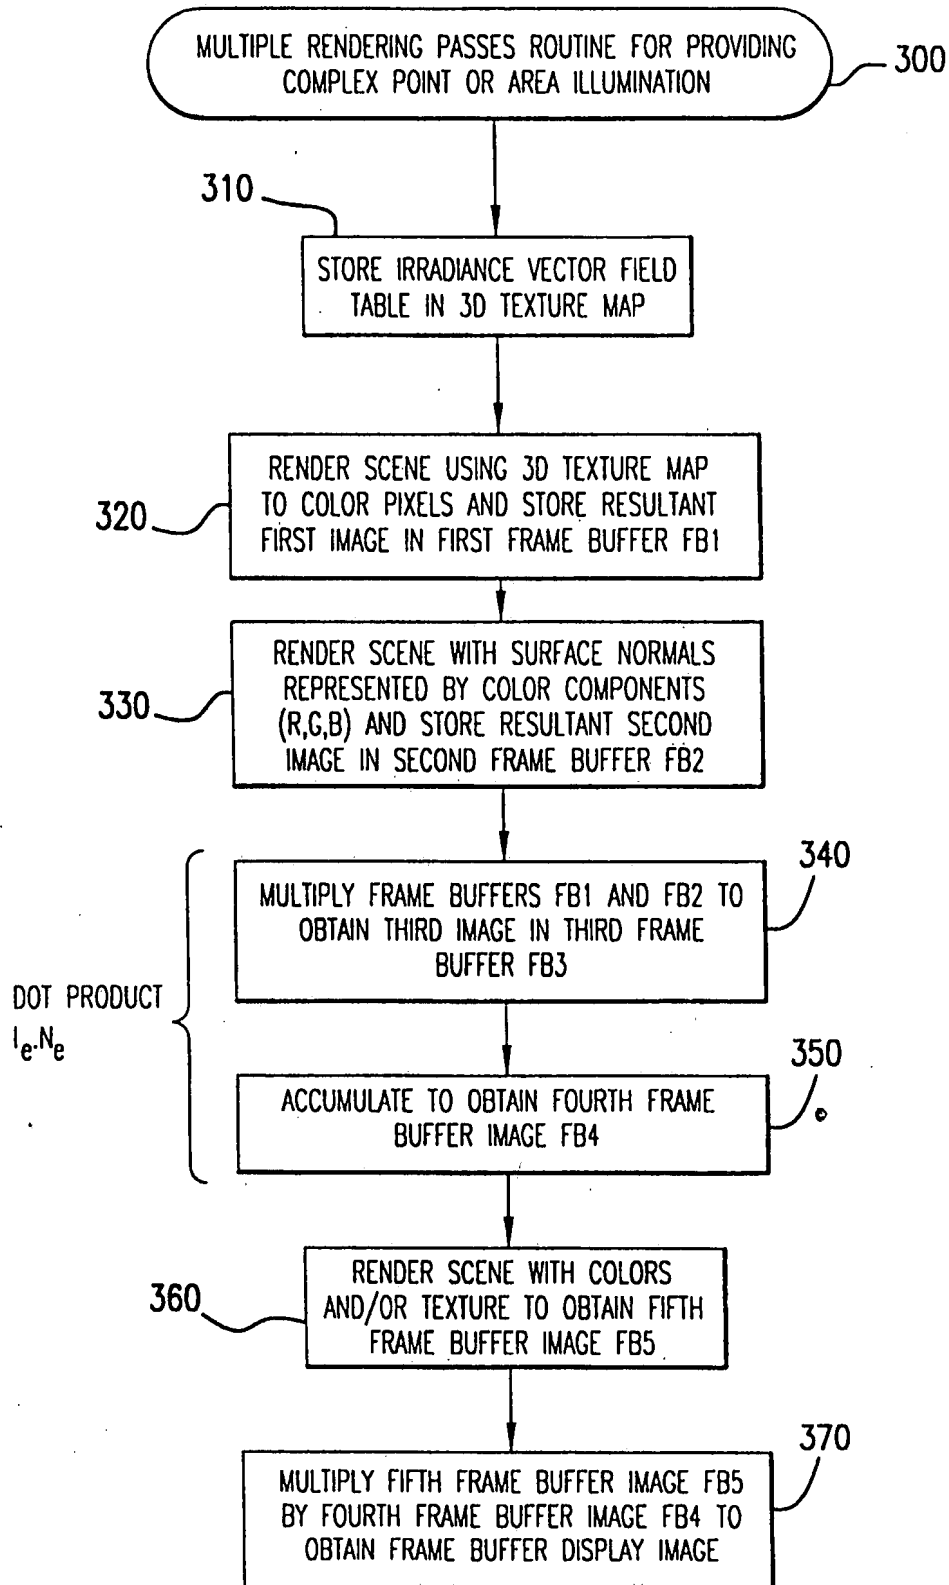 MULTIPLE RENDERING PASSES ROUTINE FOR PROVIDING
COMPLEX POINT OR AREA ILLUMINATION
300
310
STORE IRRADIANCE VECTOR FIELD
TABLE IN 3D TEXTURE MAP
320
RENDER SCENE USING 3D TEXTURE MAP
TO COLOR PIXELS AND STORE RESULTANT
FIRST IMAGE IN FIRST FRAME BUFFER FB1
330
RENDER SCENE WITH SURFACE NORMALS
REPRESENTED BY COLOR COMPONENTS
(R,G,B) AND STORE RESULTANT SECOND
IMAGE IN SECOND FRAME BUFFER FB2
340
MULTIPLY FRAME BUFFERS FB1 AND FB2 TO
OBTAIN THIRD IMAGE IN THIRD FRAME
BUFFER FB3
DOT PRODUCT
Ie.Ne
350
ACCUMULATE TO OBTAIN FOURTH FRAME
BUFFER IMAGE FB4
360
RENDER SCENE WITH COLORS
AND/OR TEXTURE TO OBTAIN FIFTH
FRAME BUFFER IMAGE FB5
370
MULTIPLY FIFTH FRAME BUFFER IMAGE FB5
BY FOURTH FRAME BUFFER IMAGE FB4 TO
OBTAIN FRAME BUFFER DISPLAY IMAGE